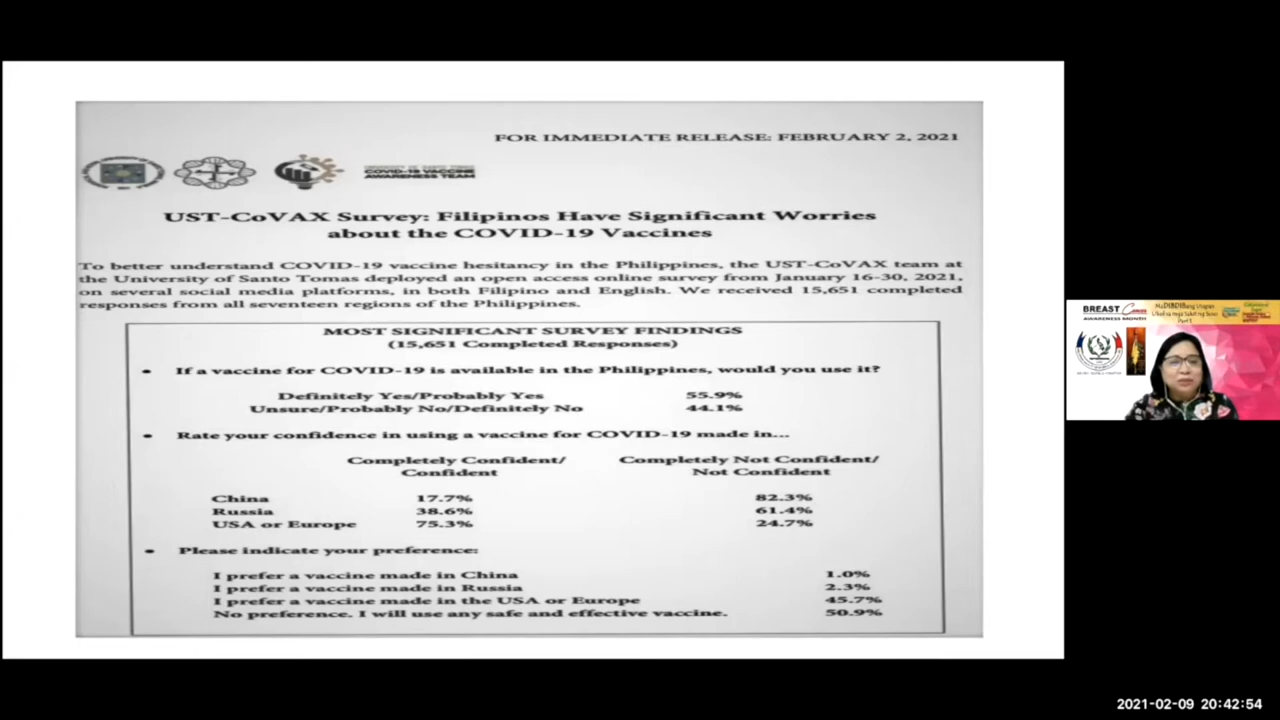 FOR IMMEDIATE RELEASE: FEBRUARY 2, 2021
COVID-19 VACCINE
AWARENESS TEAM
UST-CoVAX Survey: Filipinos Have Significant Worries
about the COVID-19 Vaccines
To better understand COVID-19 vaccine hesitancy in the Philippines, the UST-CoVAX team at
the University of Santo Tomas deployed an open access online survey from January 16-30, 2021,
on several social media platforms, in both Filipino and English. We received 15,651 completed
responses from all seventeen regions of the Philippines.
MOST SIGNIFICANT SURVEY FINDINGS
(15,651 Completed Responses)
• If a vaccine for COVID-19 is available in the Philippines, would you use it?
Definitely Yes/Probably Yes 55.9%
Unsure/Probably No/Definitely No 44.1%
• Rate your confidence in using a vaccine for COVID-19 made in...
Completely Confident/ Completely Not Confident/
Confident Not Confident
China 17.7% 82.3%
Russia 38.6% 61.4%
USA or Europe 75.3% 24.7%
• Please indicate your preference:
I prefer a vaccine made in China 1.0%
I prefer a vaccine made in Russia 2.3%
I prefer a vaccine made in the USA or Europe 45.7%
No preference. I will use any safe and effective vaccine. 50.9%
BREAST Cancer
AWARENESS MONTH
2021-02-09 20:42:54